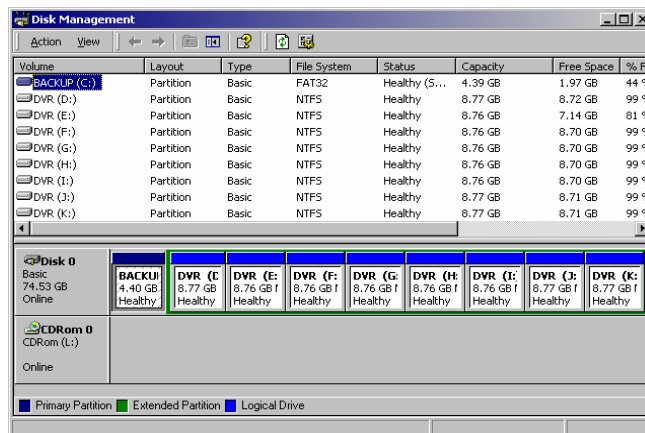 Disk Management
Action View
Volume Layout Type File System Status Capacity Free Space % F
BACKUP (C:) Partition Basic FAT32 Healthy (S... 4.39 GB 1.97 GB 44 %
DVR (D:) Partition Basic NTFS Healthy 8.77 GB 8.72 GB 99 %
DVR (E:) Partition Basic NTFS Healthy 8.76 GB 7.14 GB 81 %
DVR (F:) Partition Basic NTFS Healthy 8.76 GB 8.70 GB 99 %
DVR (G:) Partition Basic NTFS Healthy 8.76 GB 8.70 GB 99 %
DVR (H:) Partition Basic NTFS Healthy 8.76 GB 8.70 GB 99 %
DVR (I:) Partition Basic NTFS Healthy 8.76 GB 8.70 GB 99 %
DVR (J:) Partition Basic NTFS Healthy 8.77 GB 8.71 GB 99 %
DVR (K:) Partition Basic NTFS Healthy 8.77 GB 8.71 GB 99 %
Disk 0
Basic
74.53 GB
Online
BACKUI DVR (D DVR (E: DVR (F: DVR (G: DVR (H: DVR (I: DVR (J: DVR (K:
4.40 GB 8.77 GB 8.76 GB 8.76 GB 8.76 GB 8.76 GB 8.76 GB 8.77 GB 8.77 GB
Healthy Healthy Healthy Healthy Healthy Healthy Healthy Healthy Healthy
CDRom 0
CDRom (L:)
Online
Primary Partition Extended Partition Logical Drive